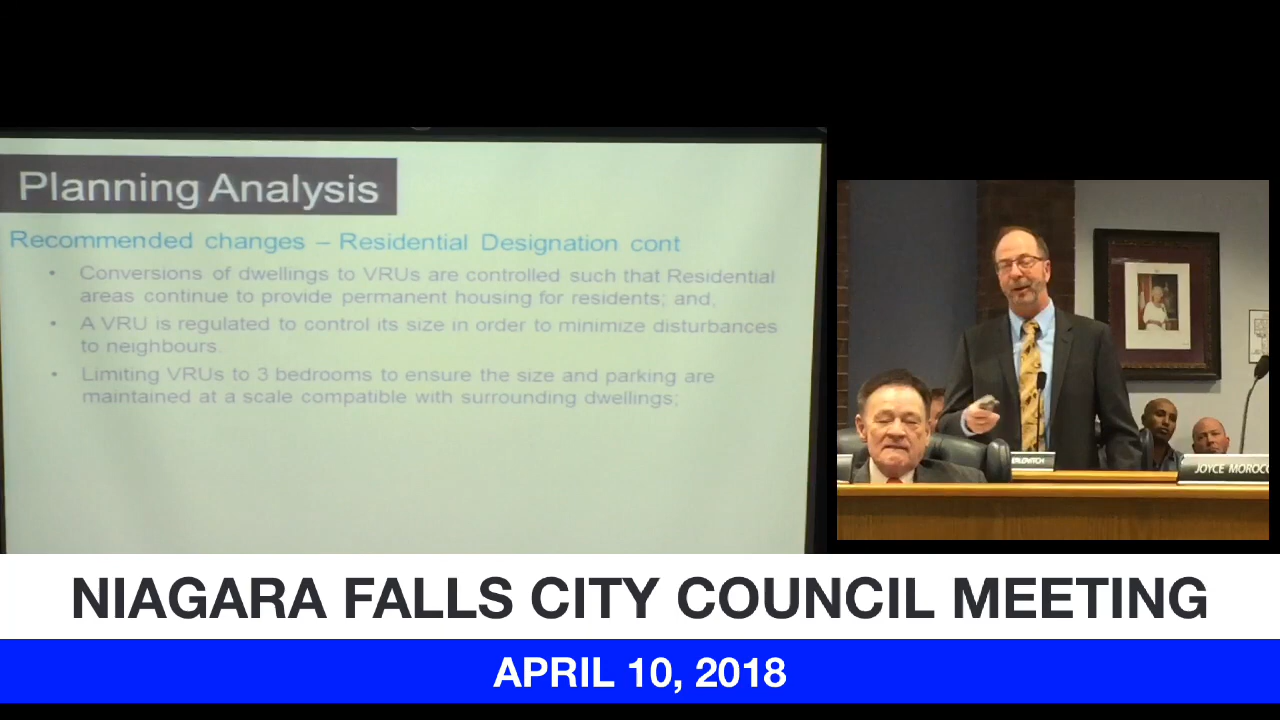 Planning Analysis
Recommended changes – Residential Designation cont
• Conversions of dwellings to VRUs are controlled such that Residential
areas continue to provide permanent housing for residents; and,
• A VRU is regulated to control its size in order to minimize disturbances
to neighbours.
• Limiting VRUs to 3 bedrooms to ensure the size and parking are
maintained at a scale compatible with surrounding dwellings;
ERLOVITCH
JOYCE MOROCC
NIAGARA FALLS CITY COUNCIL MEETING
APRIL 10, 2018